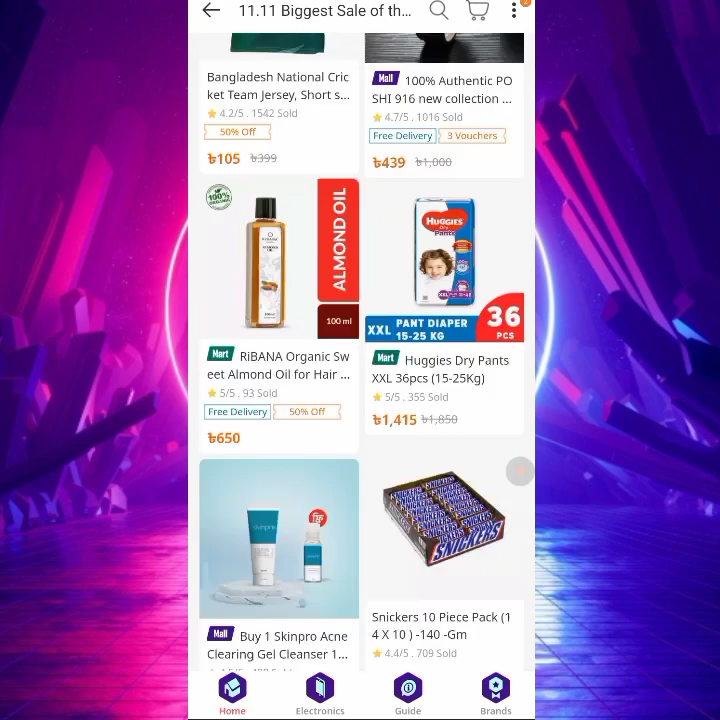 11.11 Biggest Sale of th...
Bangladesh National Cric
ket Team Jersey, Short s...
4.2/5 . 1542 Sold
50% Off
৳105 ৳399
Mall 100% Authentic PO
SHI 916 new collection ...
4.7/5 . 1016 Sold
Free Delivery 3 Vouchers
৳439 ৳1,000
100%
ORGANIC
RIBANA
ALMOND OIL
100 ml
Mart RiBANA Organic Sw
eet Almond Oil for Hair ...
5/5 . 93 Sold
Free Delivery 50% Off
৳650
HUGGIES
Dry
Pants
XXL
XXL PANT DIAPER
15-25 KG
36
PCS
Mart Huggies Dry Pants
XXL 36pcs (15-25Kg)
5/5 . 355 Sold
৳1,415 ৳1,850
skinpro
ফ্রি
Mall Buy 1 Skinpro Acne
Clearing Gel Cleanser 1...
SNICKERS
Snickers 10 Piece Pack (1
4 X 10 ) -140 -Gm
4.4/5 . 709 Sold
Home Electronics Guide Brands